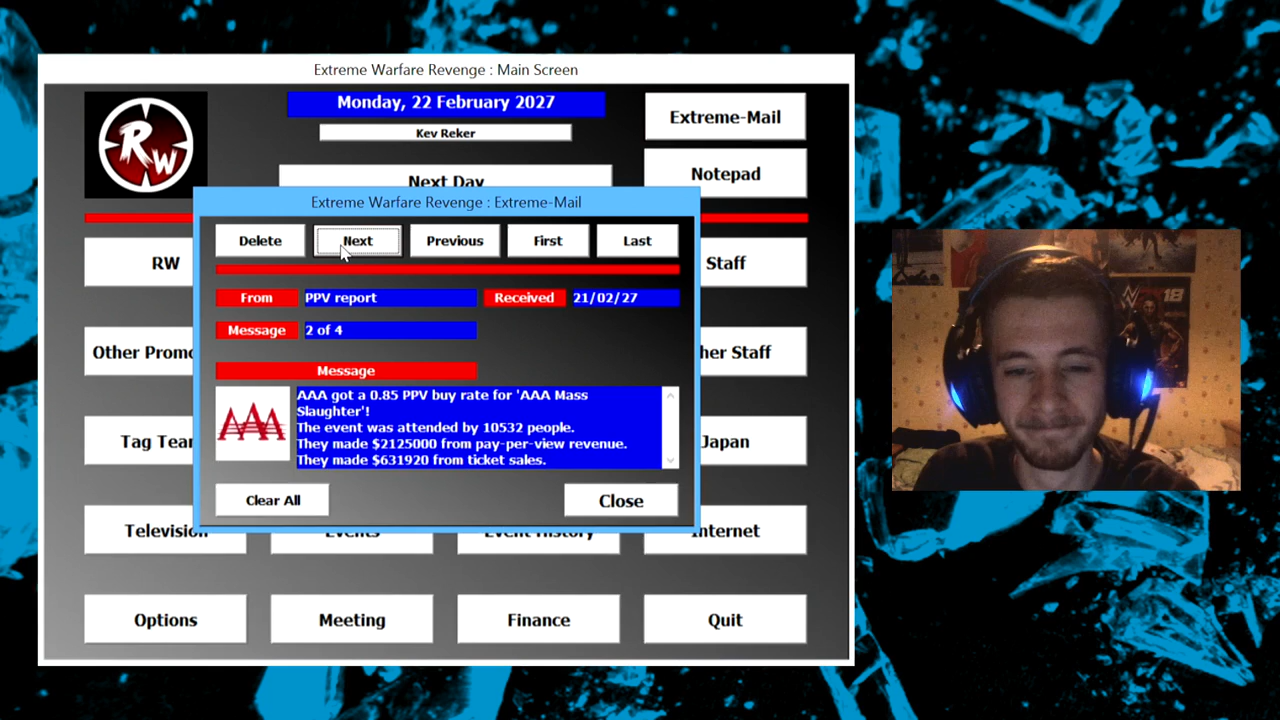 Extreme Warfare Revenge : Main Screen
Monday, 22 February 2027
Kev Reker
Extreme-Mail
RW
Next Day
Notepad
Extreme Warfare Revenge : Extreme-Mail
Delete
Next
Previous
First
Last
RW
Staff
From
PPV report
Received
21/02/27
Message
2 of 4
Other Promo
her Staff
Message
AAA
AAA got a 0.85 PPV buy rate for 'AAA Mass
Slaughter'!
The event was attended by 10532 people.
They made $2125000 from pay-per-view revenue.
They made $631920 from ticket sales.
Tag Tea
Japan
Clear All
Close
Television
Events
Event History
Internet
Options
Meeting
Finance
Quit
18